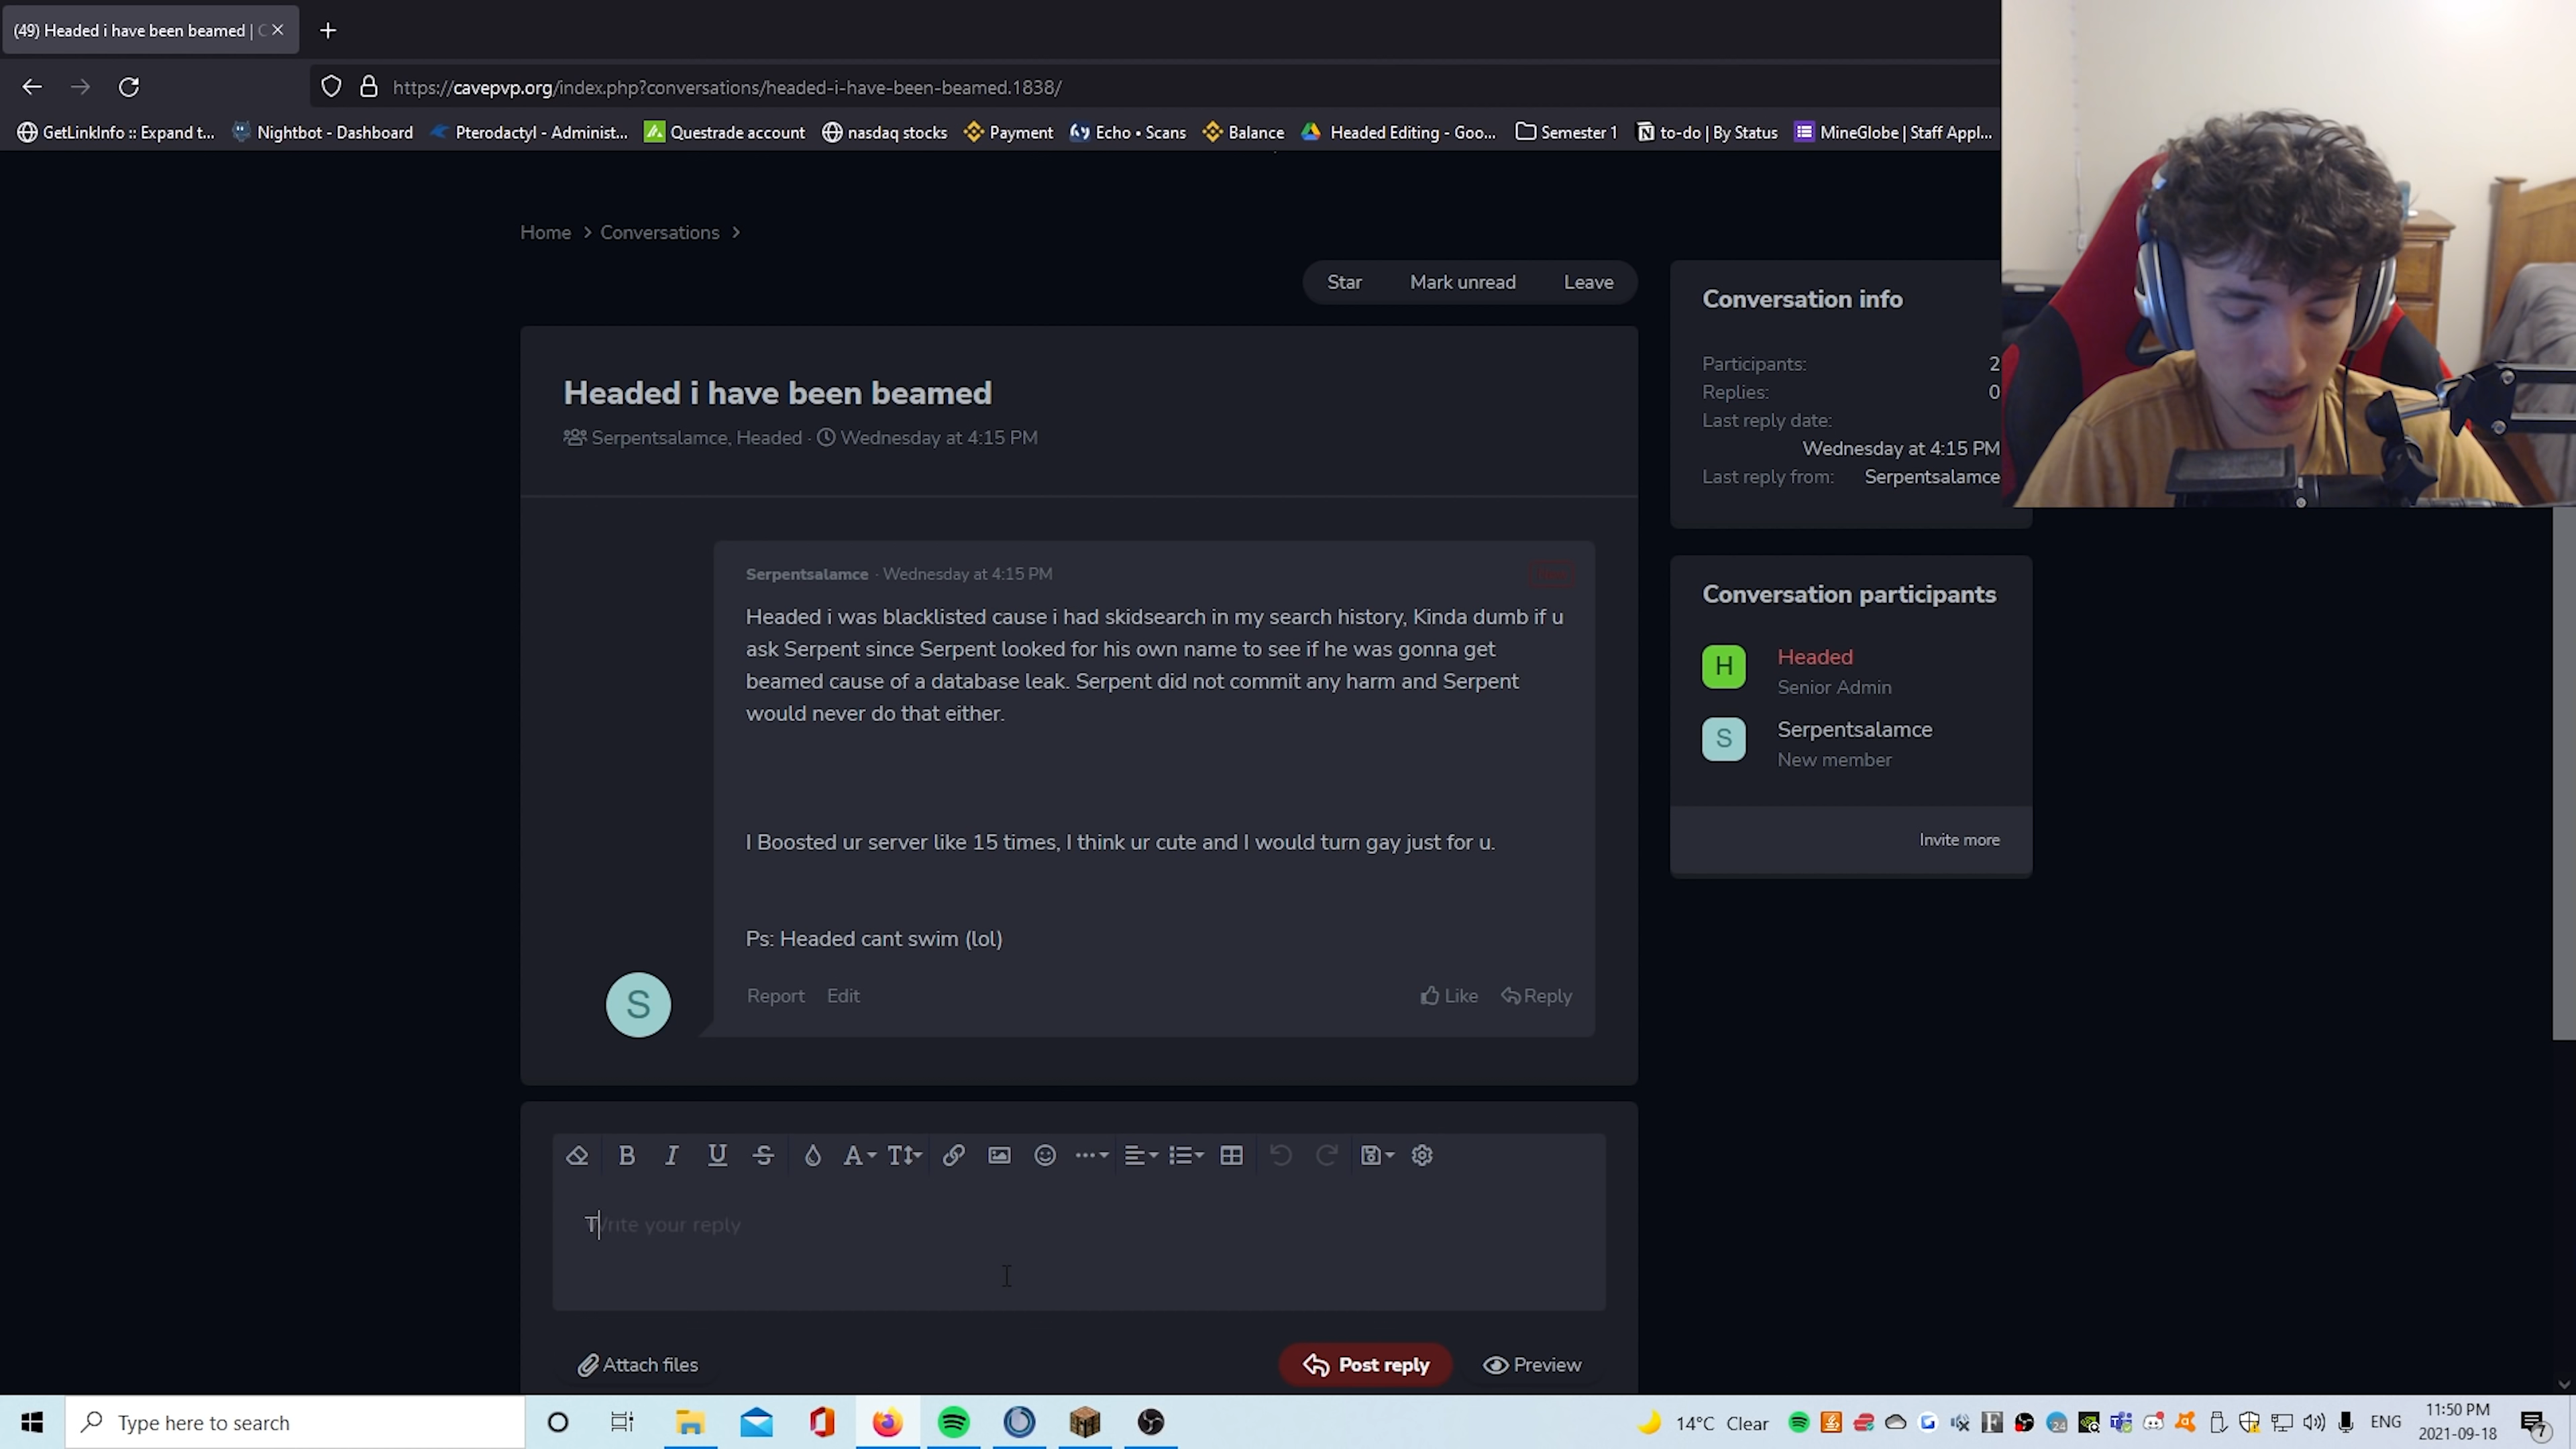 (49) Headed i have been beamed |
https://cavepvp.org/index.php?conversations/headed-i-have-been-beamed.1838/
GetLinkInfo :: Expand t... Nightbot - Dashboard Pterodactyl - Administ... Questrade account nasdaq stocks Payment Echo • Scans Balance Headed Editing - Goo... Semester 1 to-do | By Status MineGlobe | Staff Appl...
Home > Conversations >
Star Mark unread Leave
Headed i have been beamed
Serpentsalamce, Headed · Wednesday at 4:15 PM
Serpentsalamce · Wednesday at 4:15 PM
Headed i was blacklisted cause i had skidsearch in my search history, Kinda dumb if u
ask Serpent since Serpent looked for his own name to see if he was gonna get
beamed cause of a database leak. Serpent did not commit any harm and Serpent
would never do that either.
I Boosted ur server like 15 times, I think ur cute and I would turn gay just for u.
Ps: Headed cant swim (lol)
S
Report Edit Like Reply
Conversation info
Participants: 2
Replies: 0
Last reply date:
Wednesday at 4:15 PM
Last reply from: Serpentsalamce
Conversation participants
H Headed
Senior Admin
S Serpentsalamce
New member
Invite more
T
Write your reply
Attach files Post reply Preview
Type here to search
14°C Clear
ENG
11:50 PM
2021-09-18
7